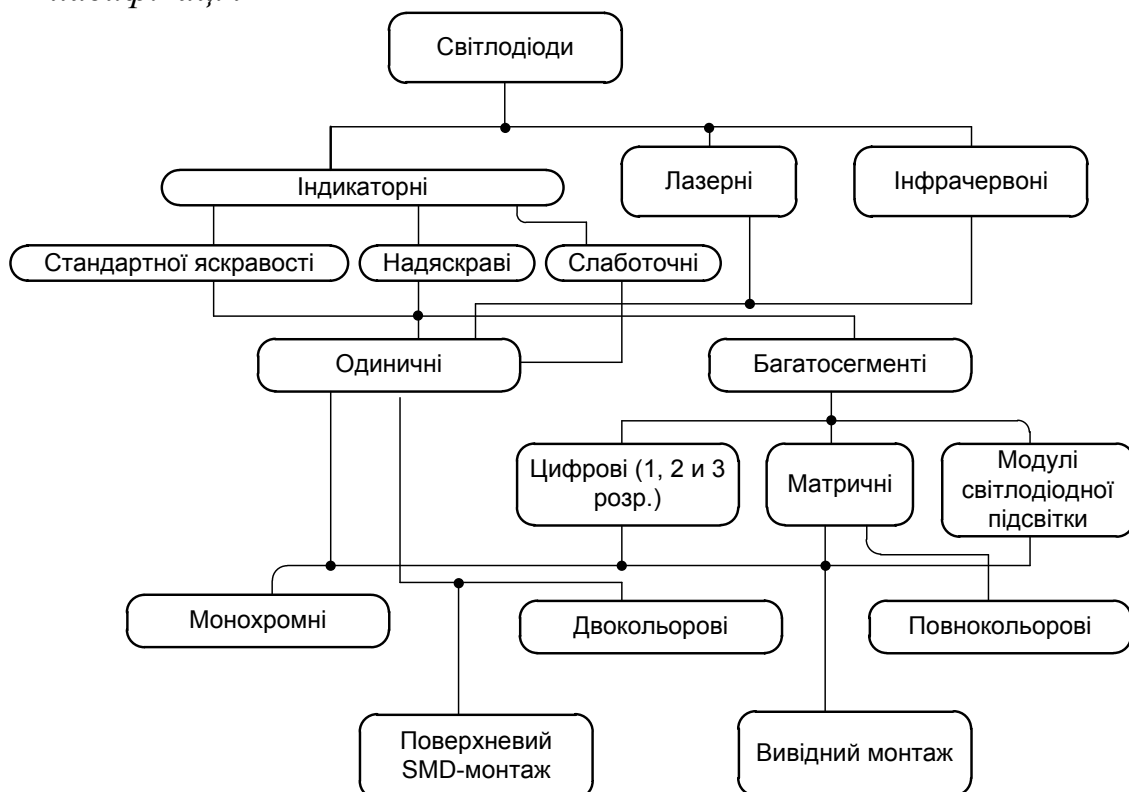 Світлодіоди
Індикаторні
Лазерні
Інфрачервоні
Стандартної яскравості
Надяскраві
Слаботочні
Одиничні
Багатосегменті
Цифрові (1, 2 и 3
розр.)
Матричні
Модулі
світлодіодної
підсвітки
Монохромні
Двокольорові
Повнокольорові
Поверхневий
SMD-монтаж
Вивідний монтаж